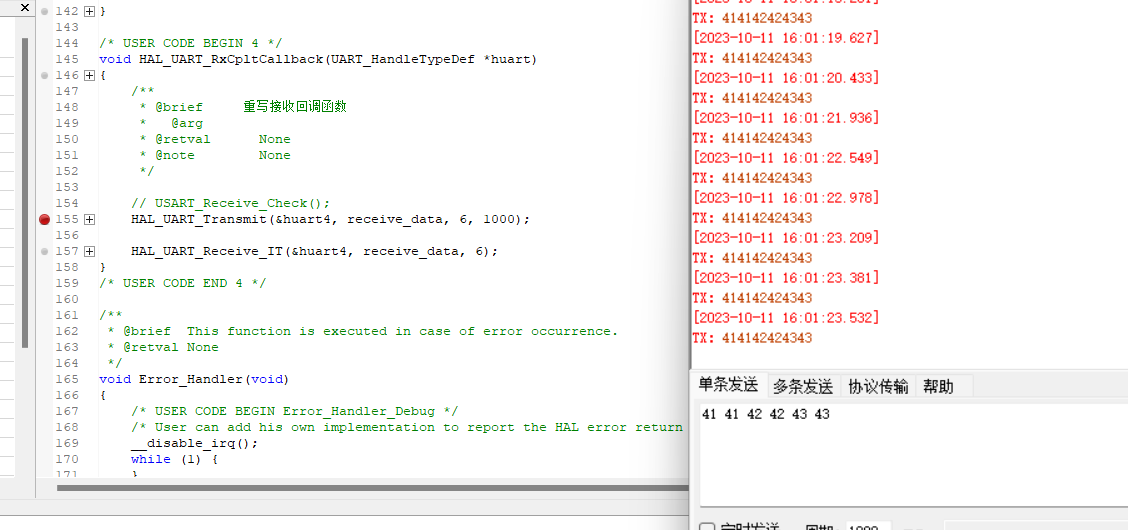 142 }
143
144 /* USER CODE BEGIN 4 */
145 void HAL_UART_RxCpltCallback(UART_HandleTypeDef *huart)
146 {
147 /**
148 * @brief 重写接收回调函数
149 * @arg
150 * @retval None
151 * @note None
152 */
153
154 // USART_Receive_Check();
155 HAL_UART_Transmit(&huart4, receive_data, 6, 1000);
156
157 HAL_UART_Receive_IT(&huart4, receive_data, 6);
158 }
159 /* USER CODE END 4 */
160
161 /**
162 * @brief This function is executed in case of error occurrence.
163 * @retval None
164 */
165 void Error_Handler(void)
166 {
167 /* USER CODE BEGIN Error_Handler_Debug */
168 /* User can add his own implementation to report the HAL error return
169 __disable_irq();
170 while (1) {
171 }
TX: 414142424343
[2023-10-11 16:01:19.627]
TX: 414142424343
[2023-10-11 16:01:20.433]
TX: 414142424343
[2023-10-11 16:01:21.936]
TX: 414142424343
[2023-10-11 16:01:22.549]
TX: 414142424343
[2023-10-11 16:01:22.978]
TX: 414142424343
[2023-10-11 16:01:23.209]
TX: 414142424343
[2023-10-11 16:01:23.381]
TX: 414142424343
[2023-10-11 16:01:23.532]
TX: 414142424343
单条发送 多条发送 协议传输 帮助
41 41 42 42 43 43
定时发送 周期: 1000